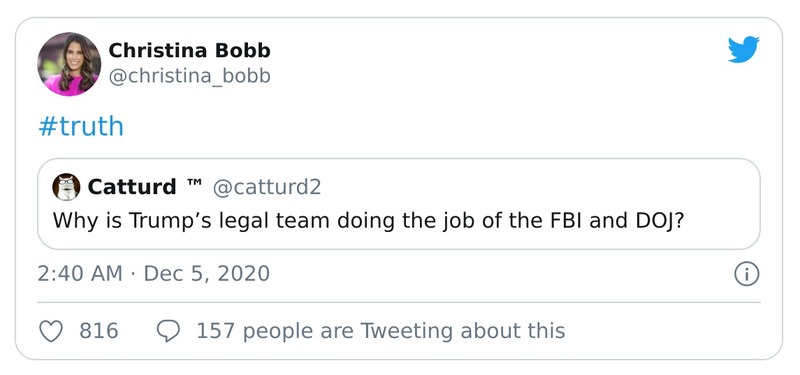 Christina Bobb
@christina_bobb
#truth
Catturd ™ @catturd2
Why is Trump’s legal team doing the job of the FBI and DOJ?
2:40 AM · Dec 5, 2020
816 157 people are Tweeting about this